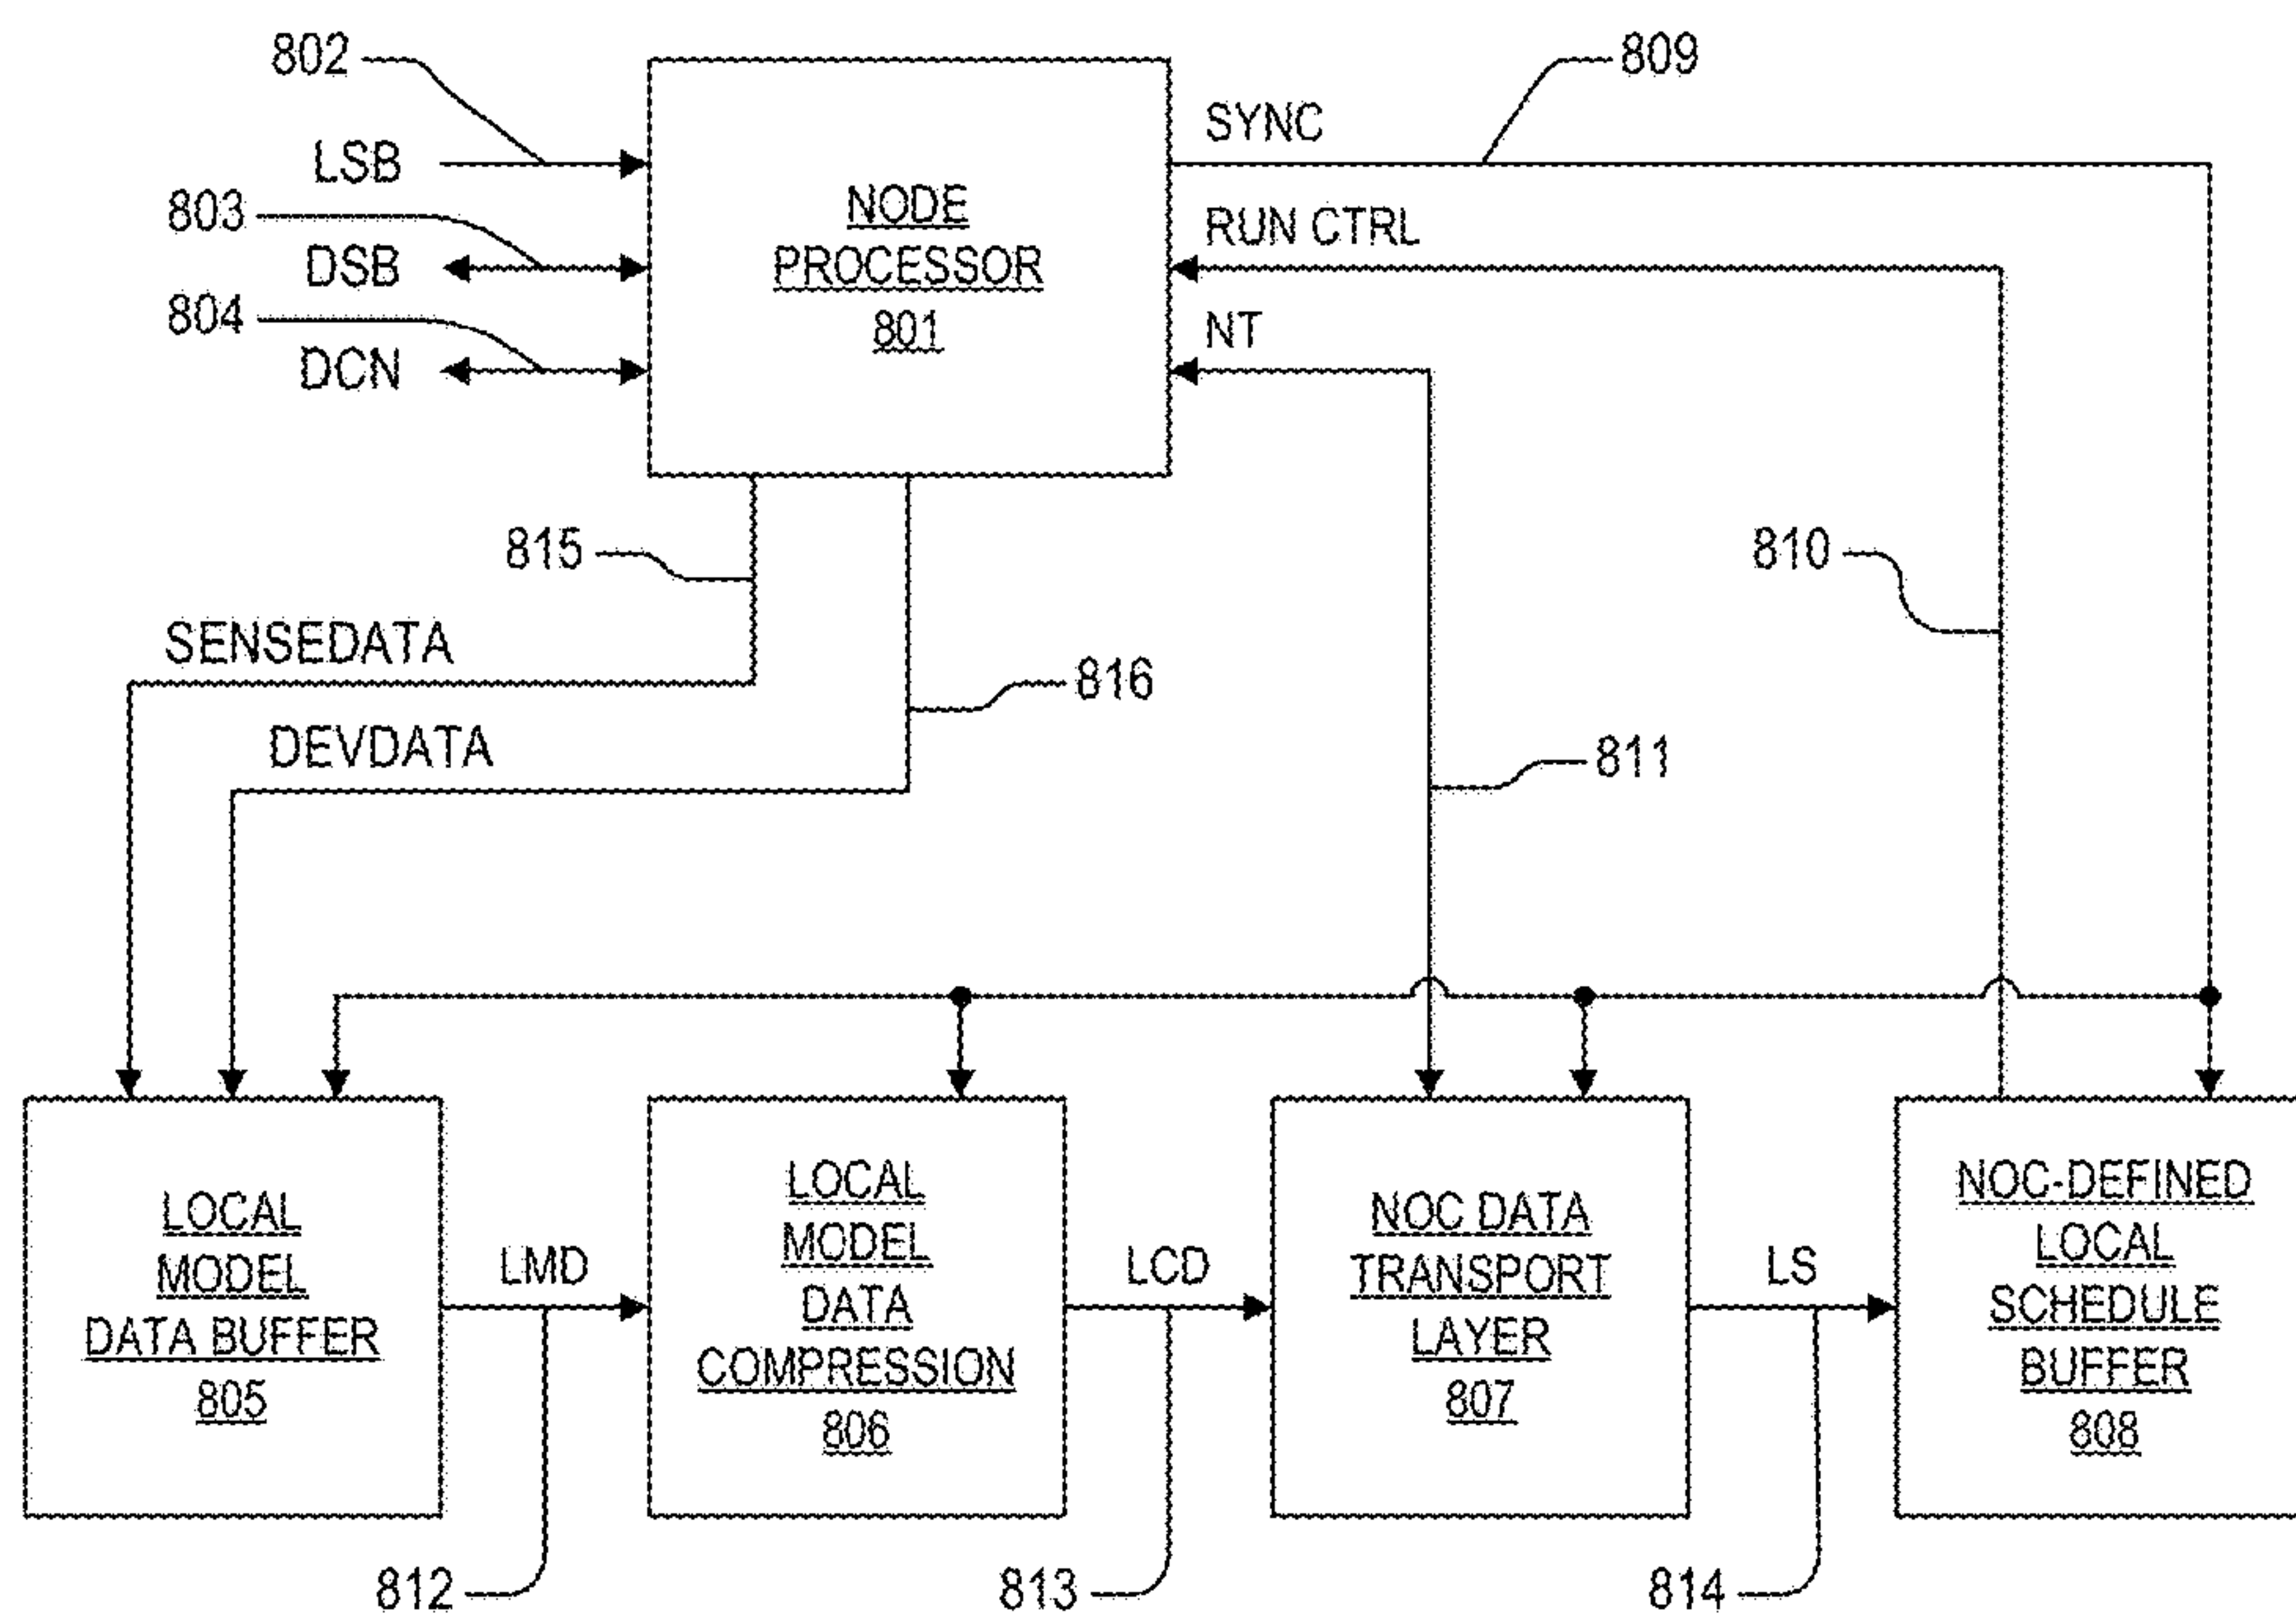 802
809
SYNC
LSB
NODE
PROCESSOR
801
803
RUN CTRL
DSB
804
NT
DCN
815
810
SENSEDATA
816
DEVDATA
811
LOCAL
MODEL
DATA BUFFER
805
LMD
LOCAL
MODEL
DATA
COMPRESSION
806
LCD
NOC DATA
TRANSPORT
LAYER
807
LS
NOC-DEFINED
LOCAL
SCHEDULE
BUFFER
808
812
813
814